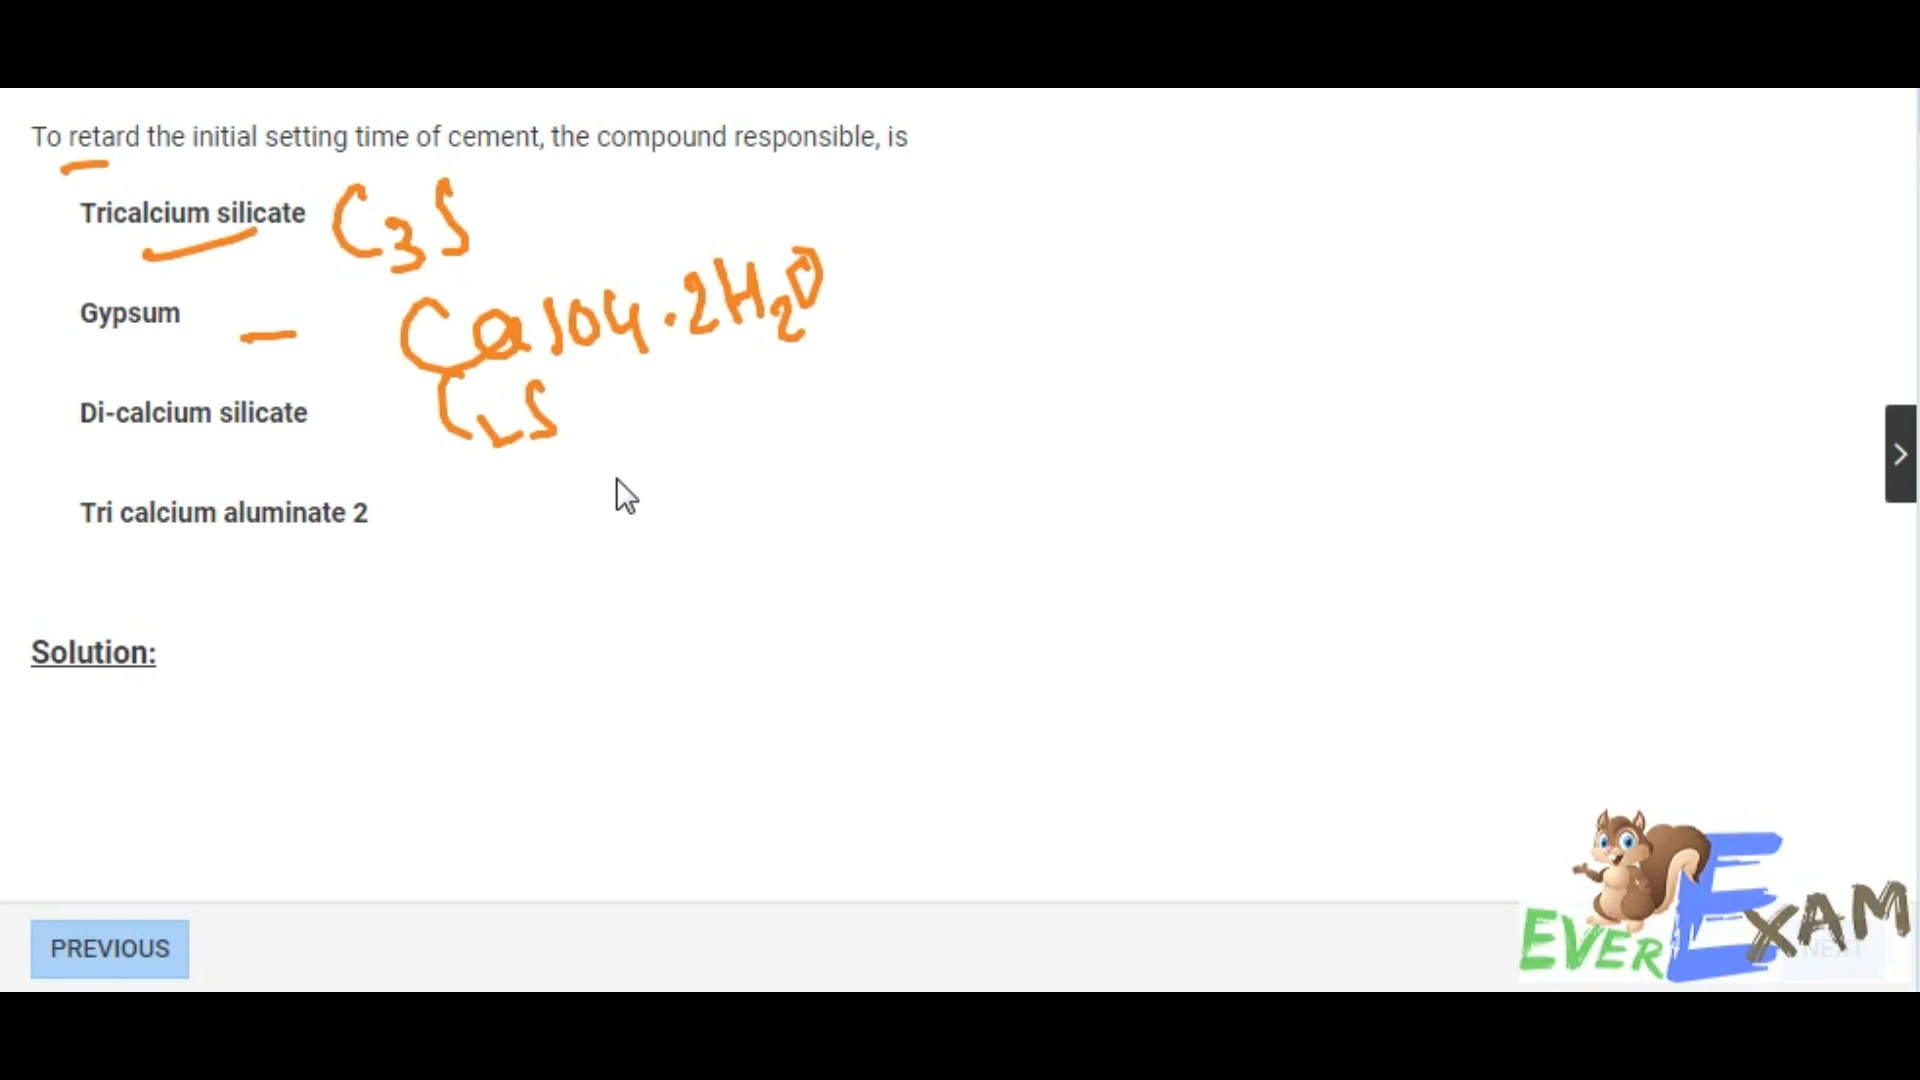 To retard the initial setting time of cement, the compound responsible, is
Tricalcium silicate C3S
Gypsum – CaSO4.2H2O
Di-calcium silicate C2S
Tri calcium aluminate 2
Solution:
PREVIOUS
EVER EXAM
NEXT